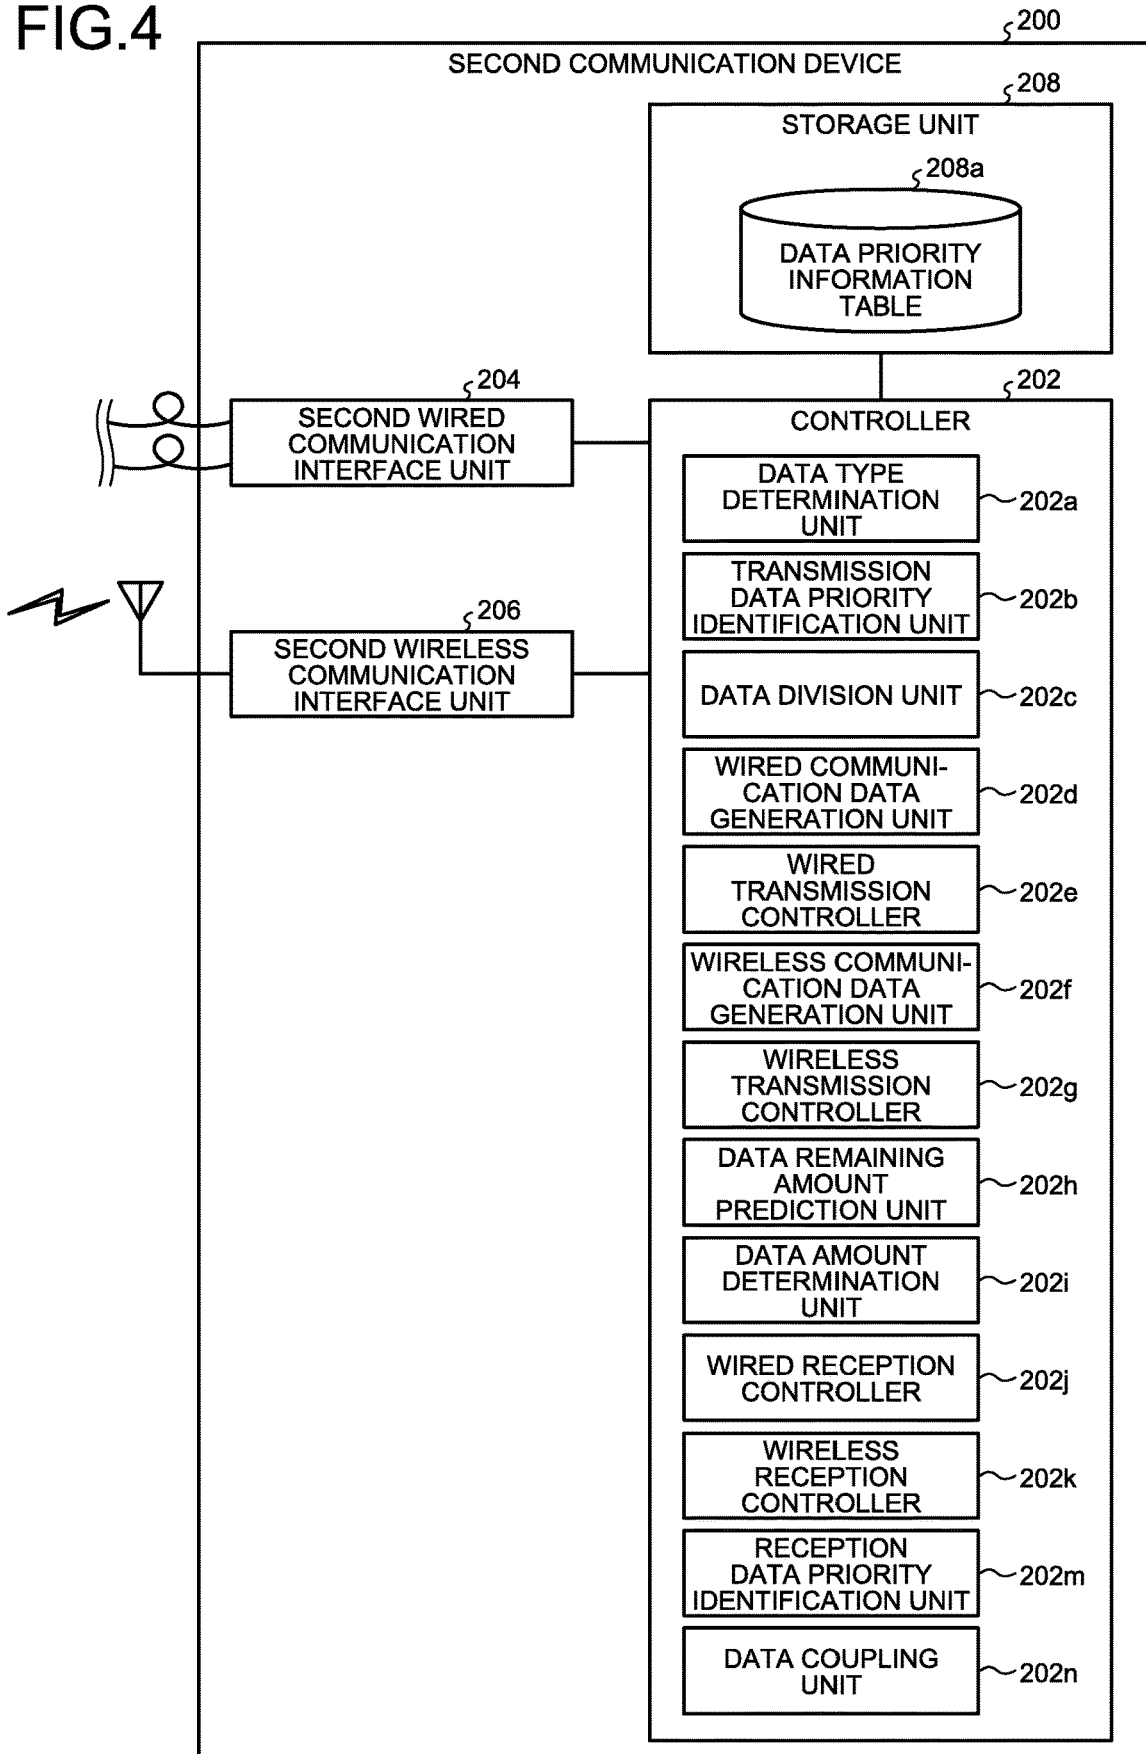 FIG.4
200
SECOND COMMUNICATION DEVICE
208
STORAGE UNIT
208a
DATA PRIORITY
INFORMATION
TABLE
204
SECOND WIRED
COMMUNICATION
INTERFACE UNIT
206
SECOND WIRELESS
COMMUNICATION
INTERFACE UNIT
202
CONTROLLER
DATA TYPE
DETERMINATION
UNIT
202a
TRANSMISSION
DATA PRIORITY
IDENTIFICATION UNIT
202b
DATA DIVISION UNIT
202c
WIRED COMMUNI-
CATION DATA
GENERATION UNIT
202d
WIRED
TRANSMISSION
CONTROLLER
202e
WIRELESS COMMUNI-
CATION DATA
GENERATION UNIT
202f
WIRELESS
TRANSMISSION
CONTROLLER
202g
DATA REMAINING
AMOUNT
PREDICTION UNIT
202h
DATA AMOUNT
DETERMINATION
UNIT
202i
WIRED RECEPTION
CONTROLLER
202j
WIRELESS
RECEPTION
CONTROLLER
202k
RECEPTION
DATA PRIORITY
IDENTIFICATION UNIT
202m
DATA COUPLING
UNIT
202n